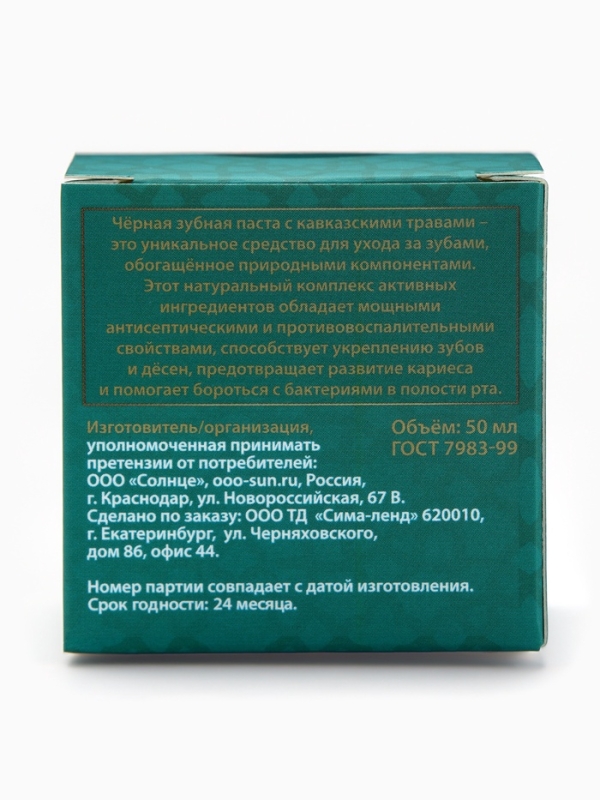 Чёрная зубная паста с кавказскими травами –
это уникальное средство для ухода за зубами,
обогащённое природными компонентами.
Этот натуральный комплекс активных
ингредиентов обладает мощными
антисептическими и противовоспалительными
свойствами, способствует укреплению зубов
и дёсен, предотвращает развитие кариеса
и помогает бороться с бактериями в полости рта.
Изготовитель/организация,
уполномоченная принимать
претензии от потребителей:
ООО «Солнце», ooo-sun.ru, Россия,
г. Краснодар, ул. Новороссийская, 67 В.
Сделано по заказу: ООО ТД «Сима-ленд» 620010,
г. Екатеринбург, ул. Черняховского,
дом 86, офис 44.
Объём: 50 мл
ГОСТ 7983-99
Номер партии совпадает с датой изготовления.
Срок годности: 24 месяца.